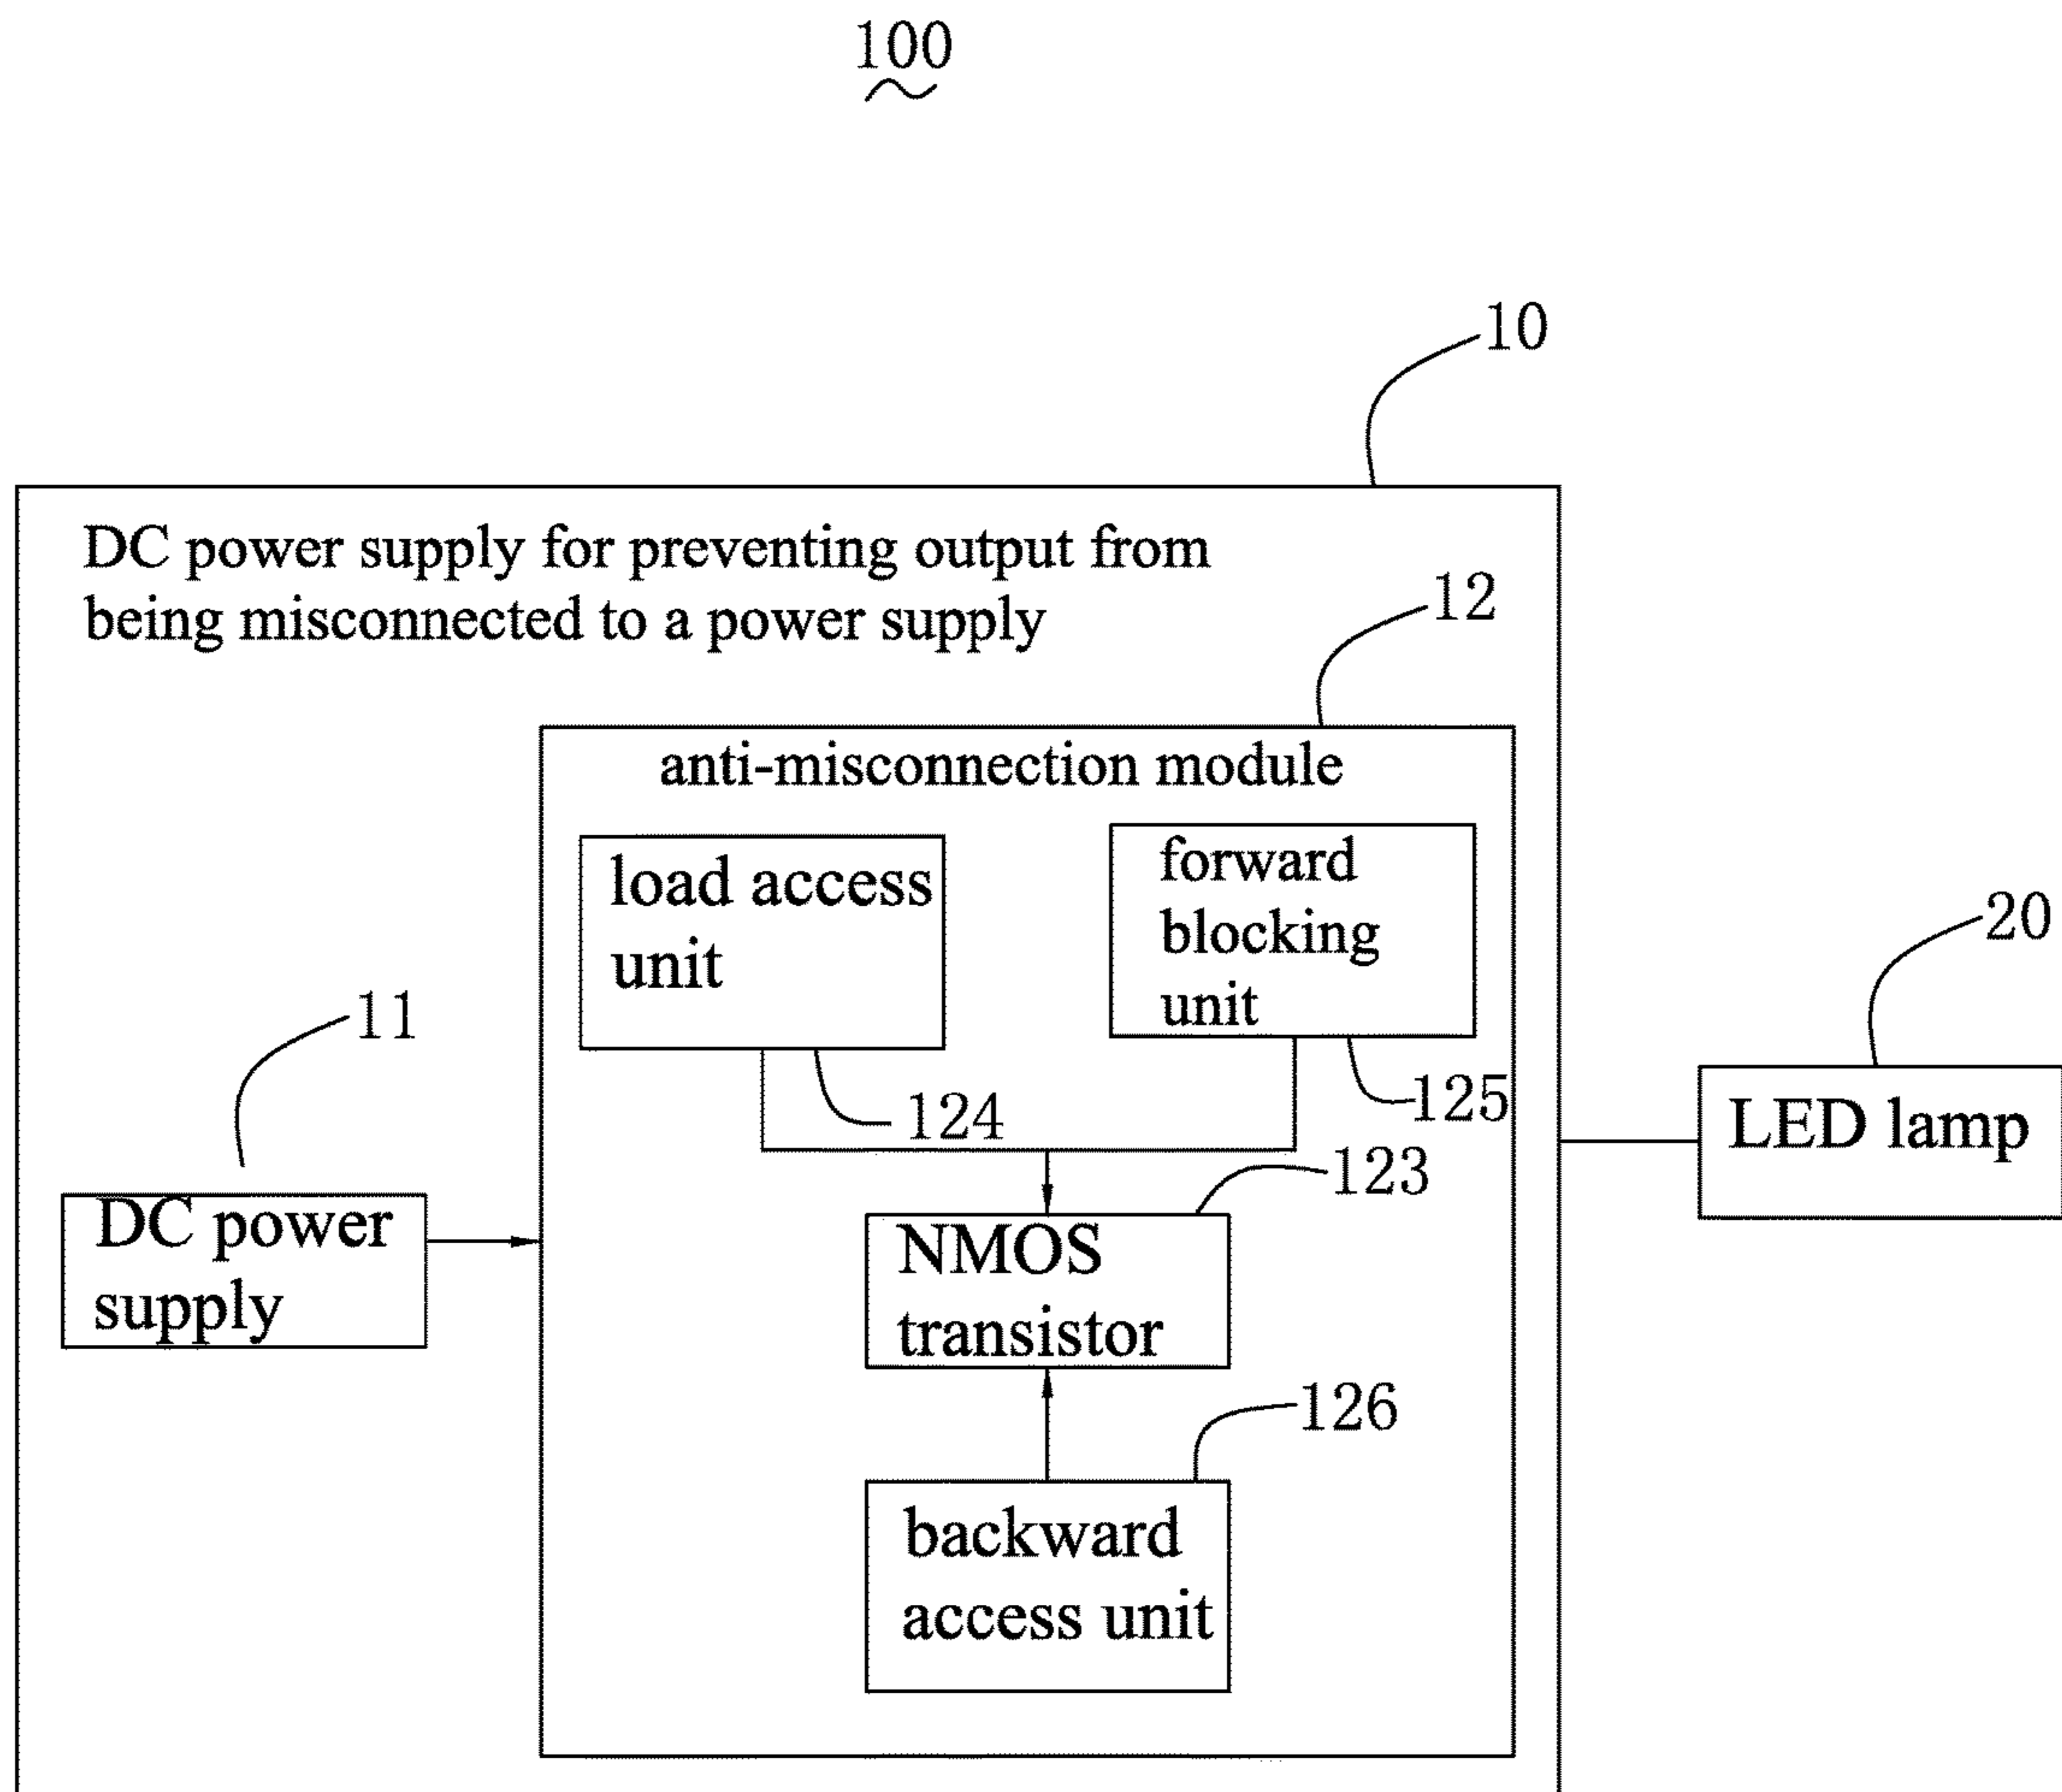 100
10
DC power supply for preventing output from
being misconnected to a power supply
12
anti-misconnection module
load access
unit
forward
blocking
unit
20
11
124
125
LED lamp
123
DC power
supply
NMOS
transistor
126
backward
access unit